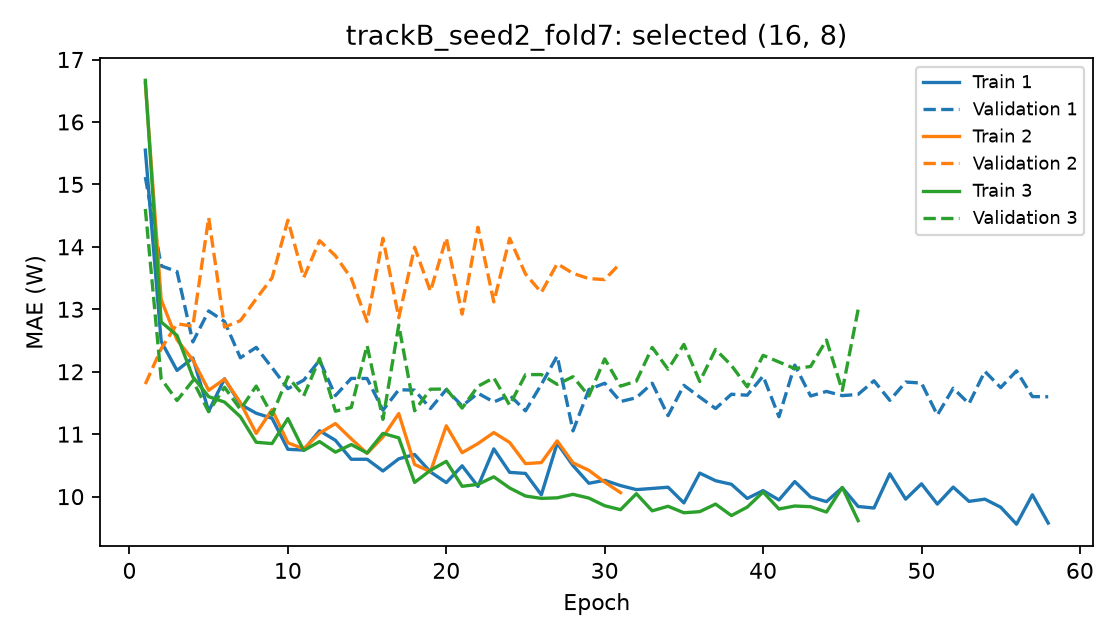 trackB_seed2_fold7: selected (16, 8)
17
16
15
14
13
12
11
10
MAE (W)
Train 1
Validation 1
Train 2
Validation 2
Train 3
Validation 3
0 10 20 30 40 50 60
Epoch